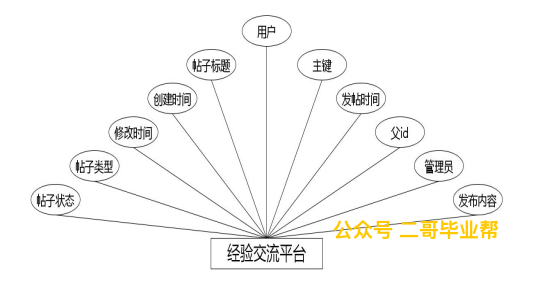 用户
帖子标题
主键
创建时间
发帖时间
修改时间
父id
帖子类型
管理员
帖子状态
发布内容
公众号 二哥毕业帮
经验交流平台